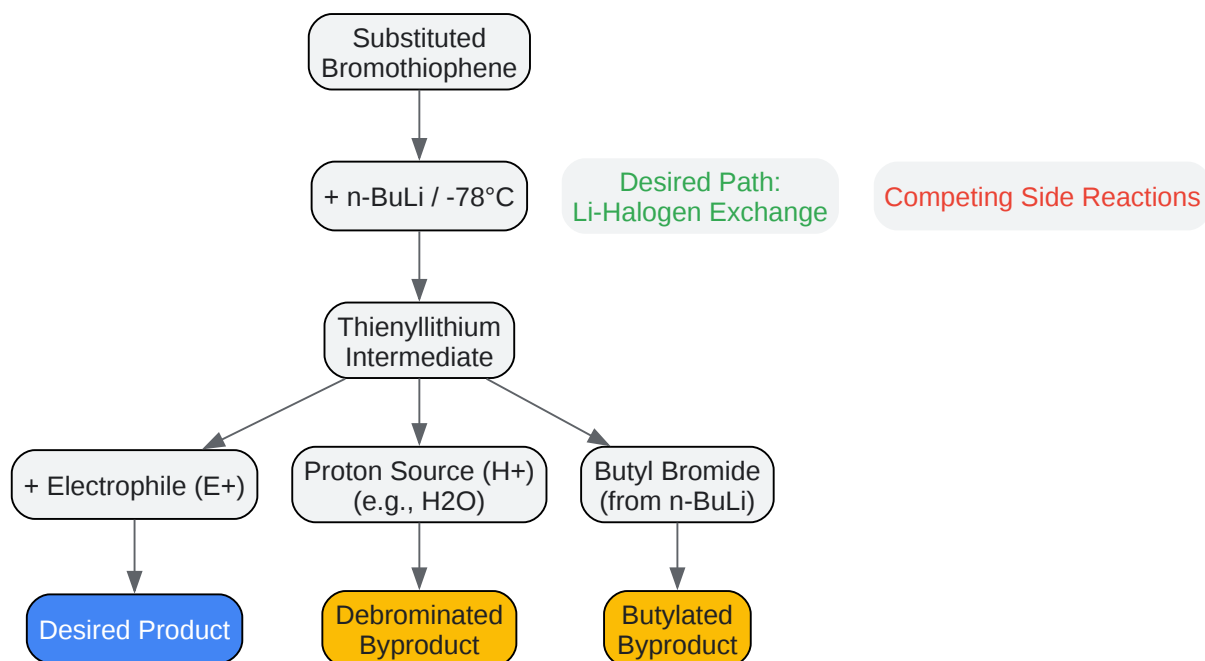 Substituted
Bromothiophene
+ n-BuLi / -78°C
Desired Path:
Li-Halogen Exchange
Competing Side Reactions
Thienyllithium
Intermediate
+ Electrophile (E+)
Proton Source (H+)
(e.g., H2O)
Butyl Bromide
(from n-BuLi)
Desired Product
Debrominated
Byproduct
Butylated
Byproduct